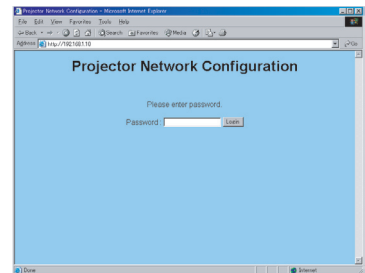 Projector Network Configuration - Microsoft Internet Explorer
File Edit View Favorites Tools Help
Back Search Favorites Media
Address http://192.168.1.10 Go
Projector Network Configuration
Please enter password.
Password : Login
Done Internet